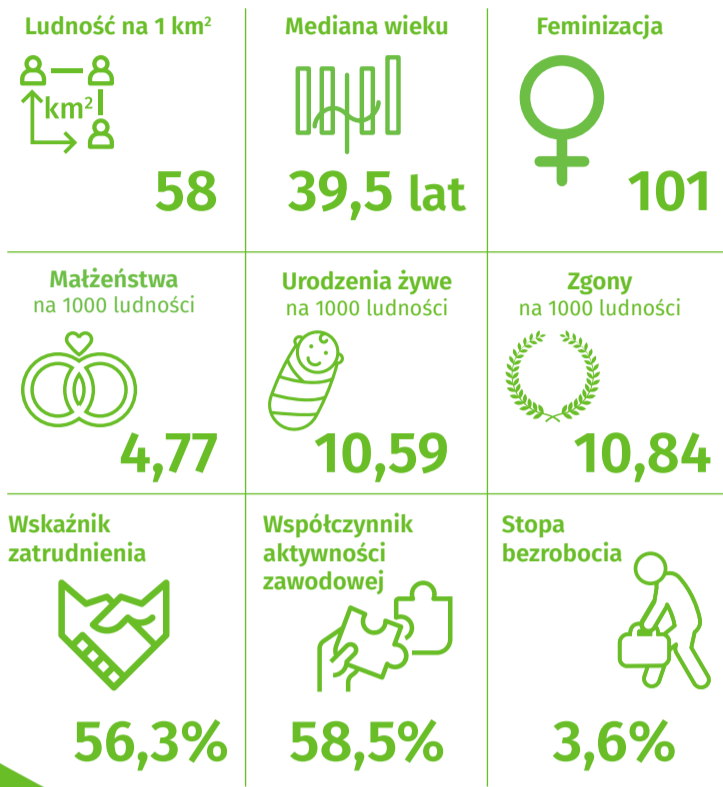 Ludność na 1 km²
km²
58
Mediana wieku
39,5 lat
Feminizacja
101
Małżeństwa
na 1000 ludności
4,77
Urodzenia żywe
na 1000 ludności
10,59
Zgony
na 1000 ludności
10,84
Wskaźnik
zatrudnienia
56,3%
Współczynnik
aktywności
zawodowej
58,5%
Stopa
bezrobocia
3,6%